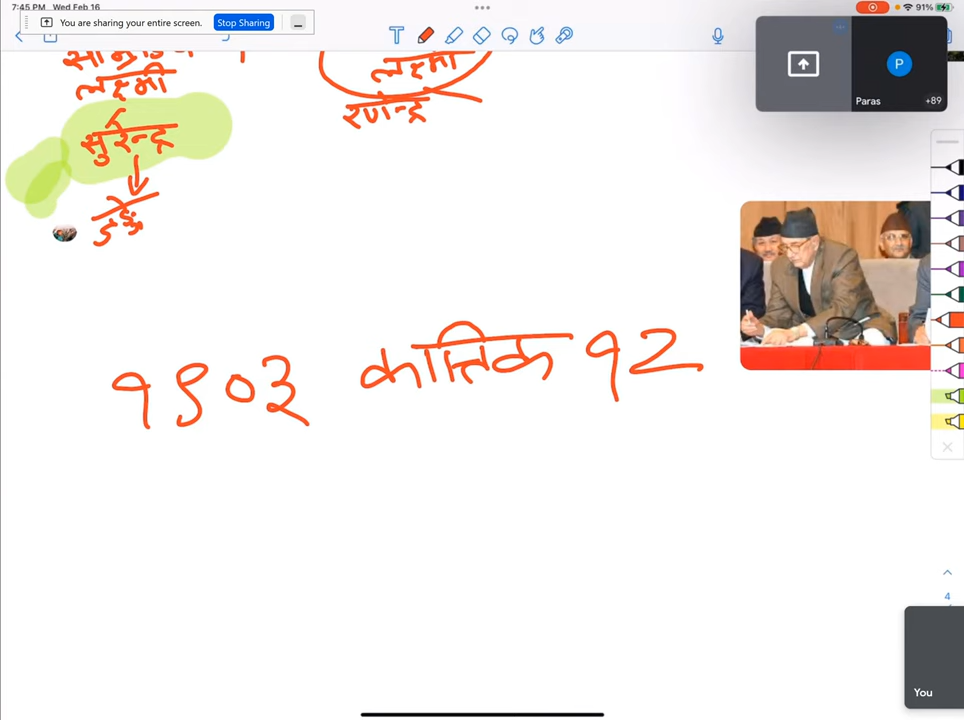 7:45 PM Wed Feb 16
91%
You are sharing your entire screen.
Stop Sharing
T
P
Paras
+89
लक्ष्मी
लक्ष्मी
सुरेन्द्र
१९०३ कार्तिक १२
4
You